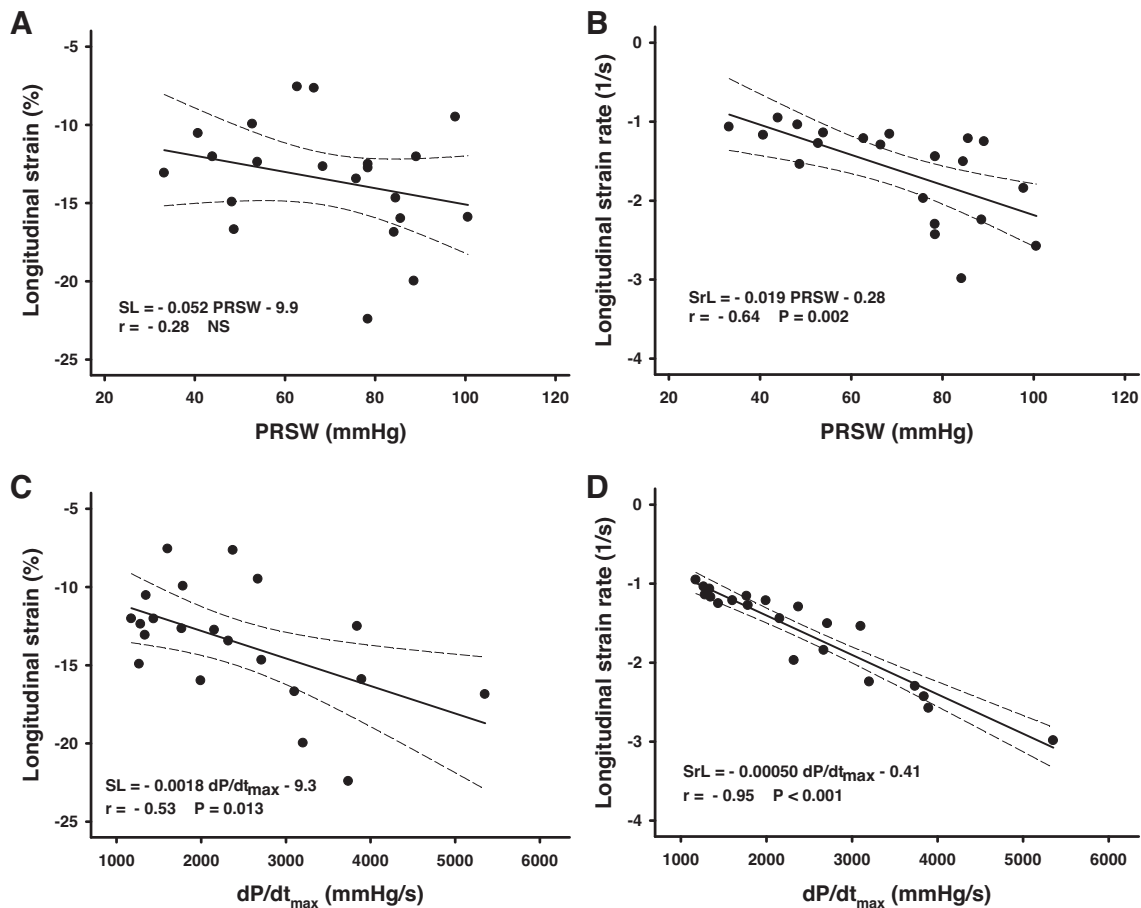 A
Longitudinal strain (%)
-5
-10
-15
-20
-25
SL = - 0.052 PRSW - 9.9
r = - 0.28 NS
20 40 60 80 100 120
PRSW (mmHg)
B
Longitudinal strain rate (1/s)
0
-1
-2
-3
-4
SrL = - 0.019 PRSW - 0.28
r = - 0.64 P = 0.002
20 40 60 80 100 120
PRSW (mmHg)
C
Longitudinal strain (%)
-5
-10
-15
-20
-25
SL = - 0.0018 dP/dtmax - 9.3
r = - 0.53 P = 0.013
1000 2000 3000 4000 5000 6000
dP/dtmax (mmHg/s)
D
Longitudinal strain rate (1/s)
0
-1
-2
-3
-4
SrL = - 0.00050 dP/dtmax - 0.41
r = - 0.95 P < 0.001
1000 2000 3000 4000 5000 6000
dP/dtmax (mmHg/s)